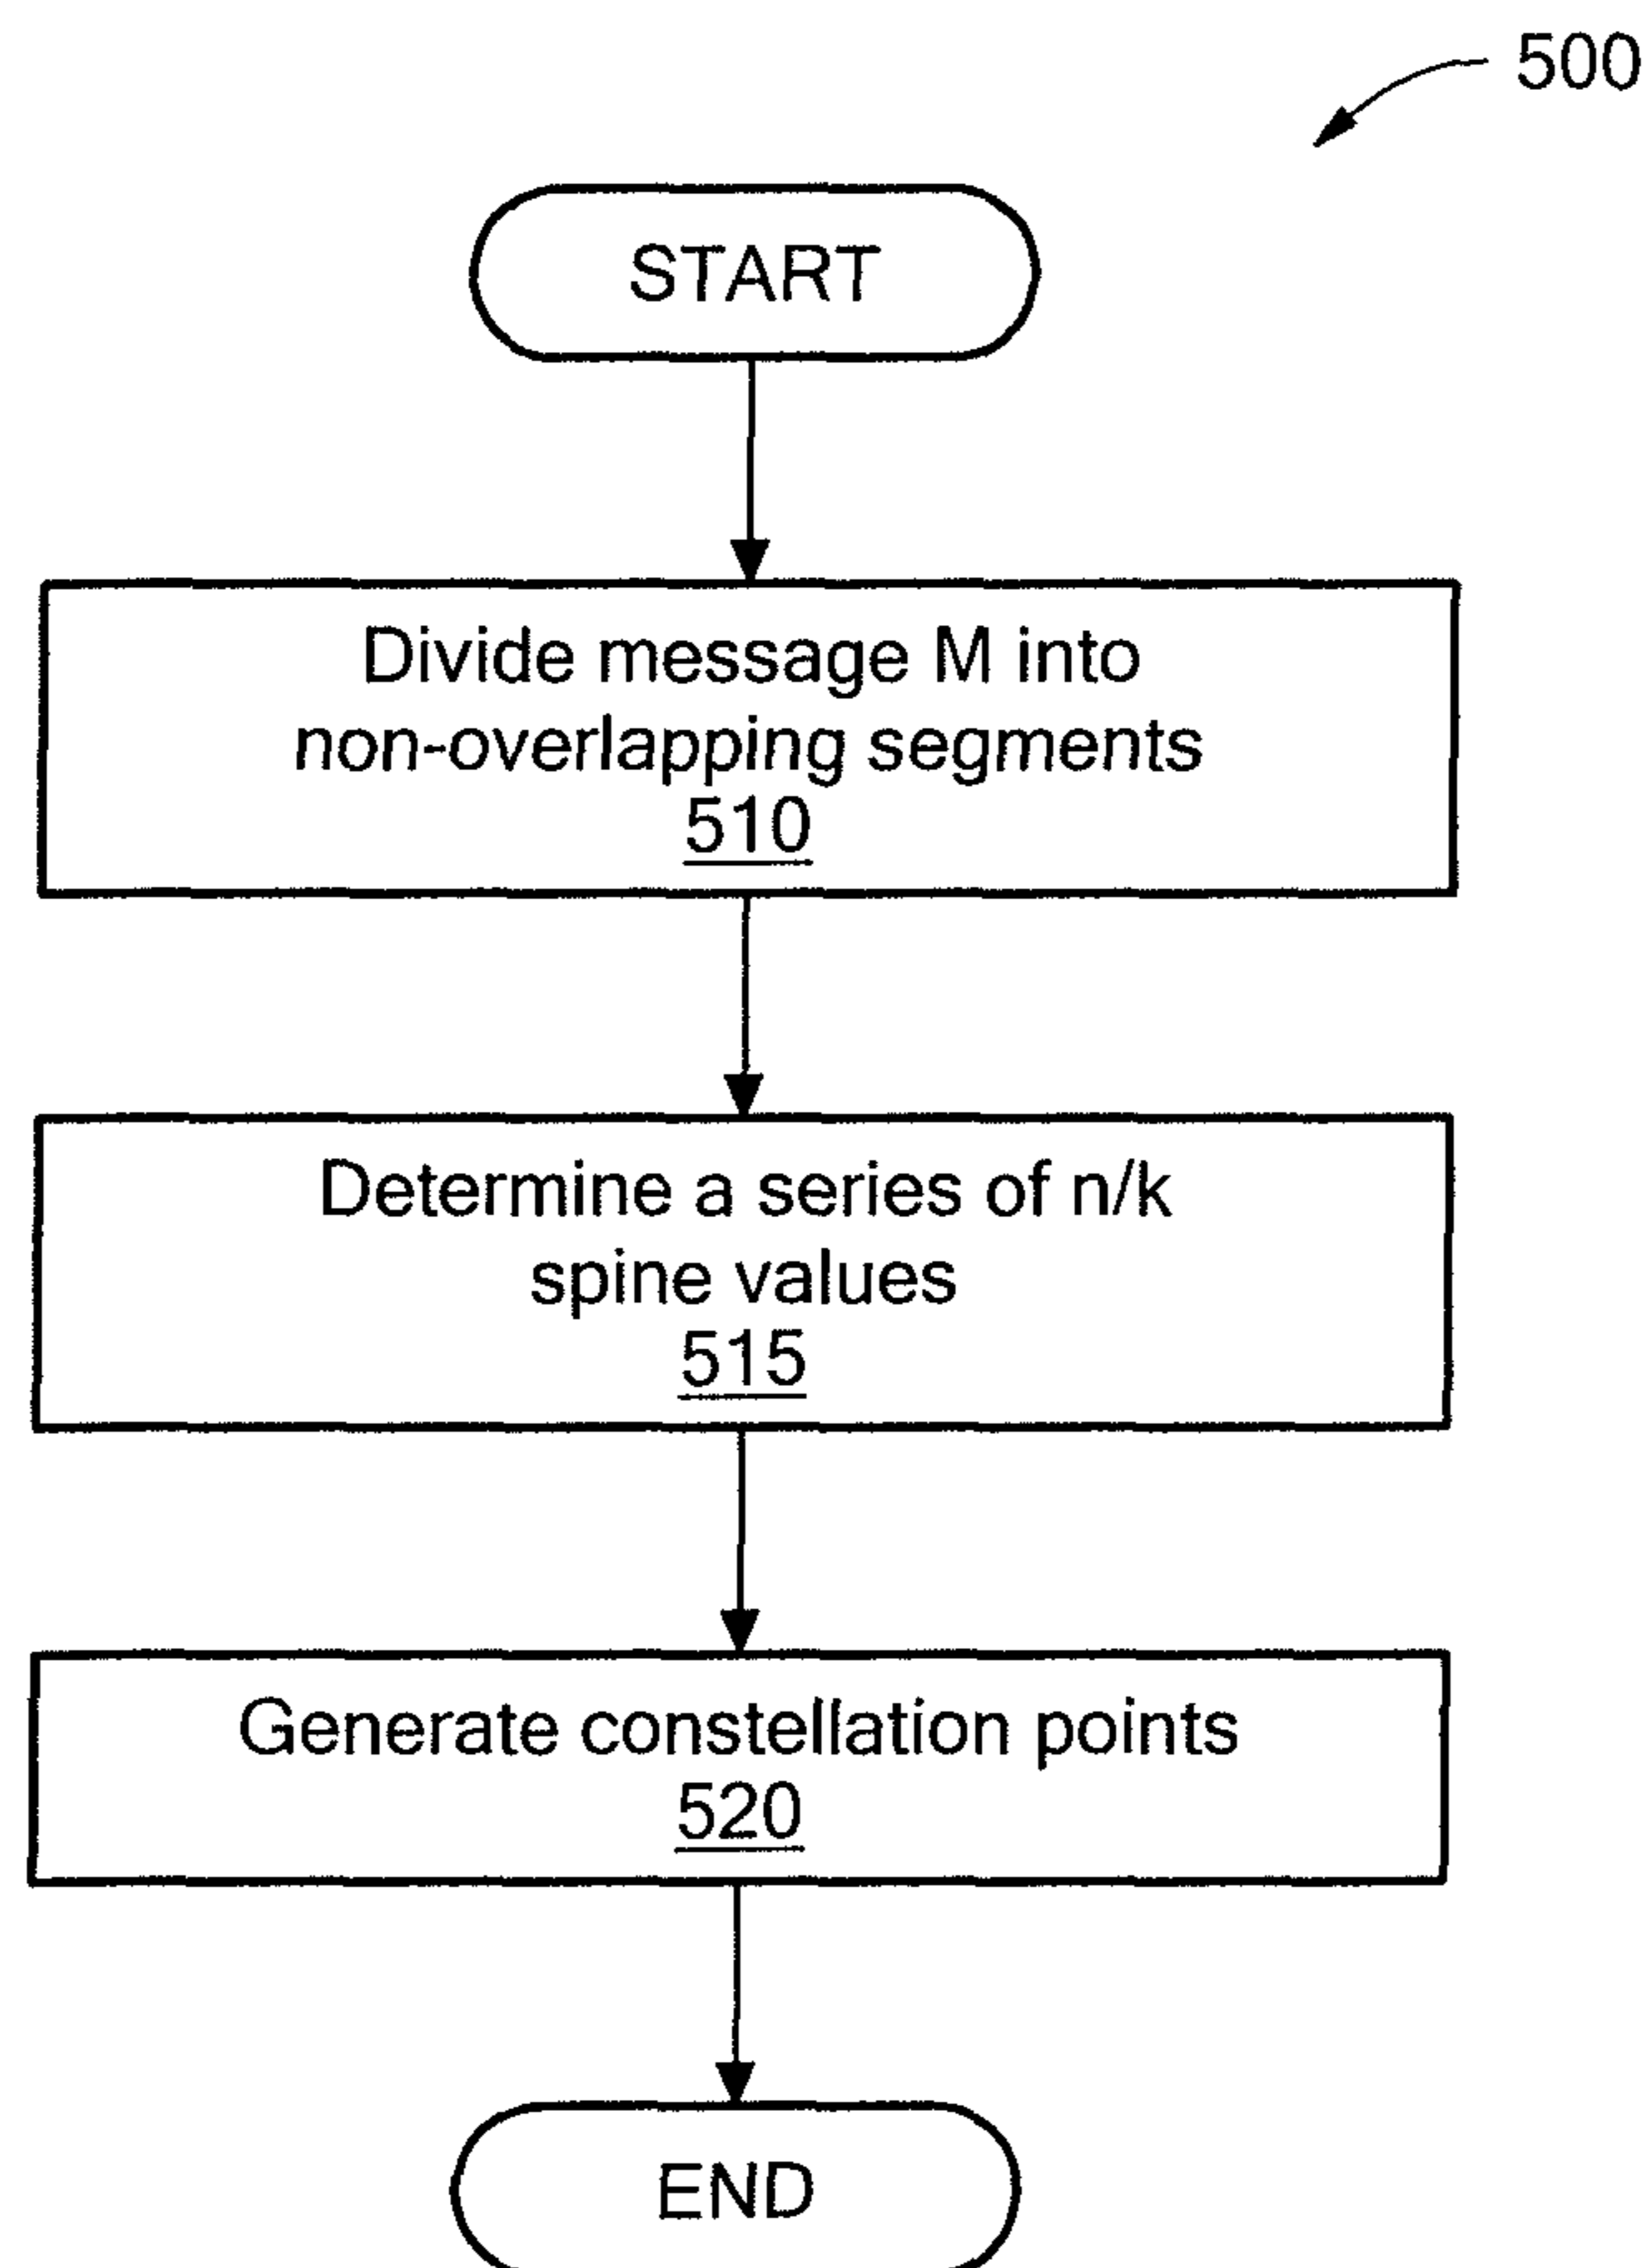 500
START
Divide message M into
non-overlapping segments
510
Determine a series of n/k
spine values
515
Generate constellation points
520
END